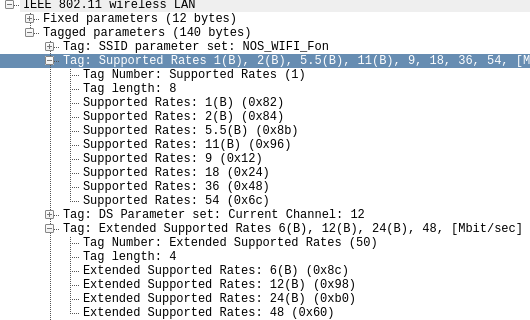 IEEE 802.11 wireless LAN
Fixed parameters (12 bytes)
Tagged parameters (140 bytes)
Tag: SSID parameter set: NOS_WIFI_Fon
Tag: Supported Rates 1(B), 2(B), 5.5(B), 11(B), 9, 18, 36, 54, [M
Tag Number: Supported Rates (1)
Tag length: 8
Supported Rates: 1(B) (0x82)
Supported Rates: 2(B) (0x84)
Supported Rates: 5.5(B) (0x8b)
Supported Rates: 11(B) (0x96)
Supported Rates: 9 (0x12)
Supported Rates: 18 (0x24)
Supported Rates: 36 (0x48)
Supported Rates: 54 (0x6c)
Tag: DS Parameter set: Current Channel: 12
Tag: Extended Supported Rates 6(B), 12(B), 24(B), 48, [Mbit/sec]
Tag Number: Extended Supported Rates (50)
Tag length: 4
Extended Supported Rates: 6(B) (0x8c)
Extended Supported Rates: 12(B) (0x98)
Extended Supported Rates: 24(B) (0xb0)
Extended Supported Rates: 48 (0x60)